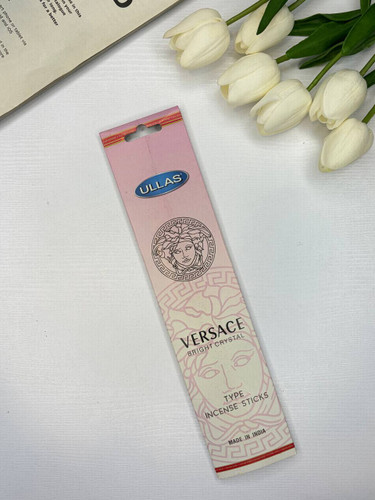 ULLAS
VERSACE
BRIGHT CRYSTAL
TYPE
INCENSE STICKS
MADE IN INDIA